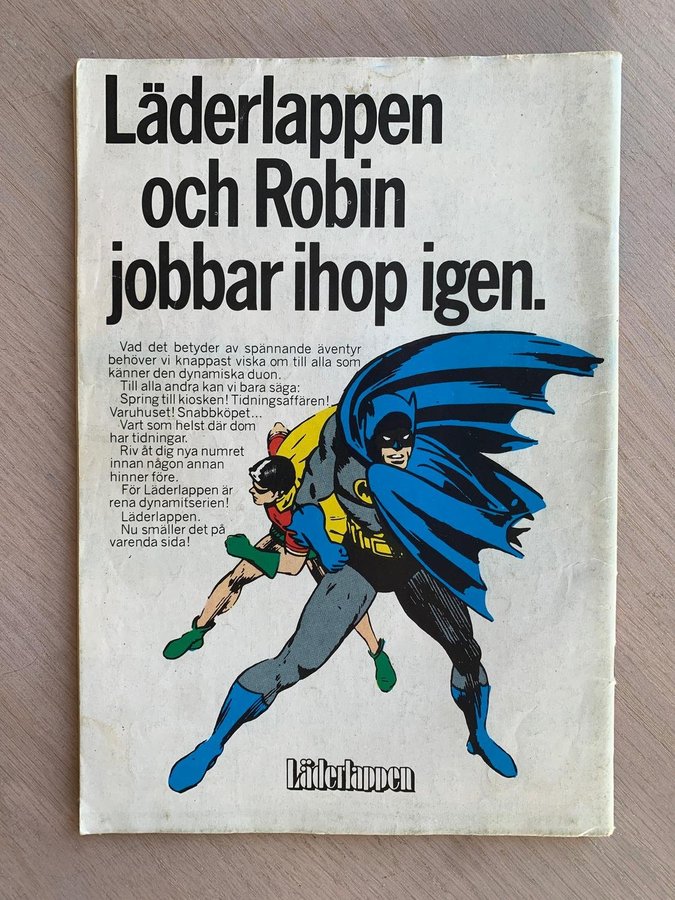 Läderlappen
och Robin
jobbar ihop igen.
Vad det betyder av spännande äventyr
behöver vi knappast viska om till alla som
känner den dynamiska duon.
Till alla andra kan vi bara säga:
Spring till kiosken! Tidningsaffären!
Varuhuset! Snabbköpet...
Vart som helst där dom
har tidningar.
Riv åt dig nya numret
innan någon annan
hinner före.
För Läderlappen är
rena dynamitserien!
Läderlappen.
Nu smäller det på
varenda sida!
Läderlappen